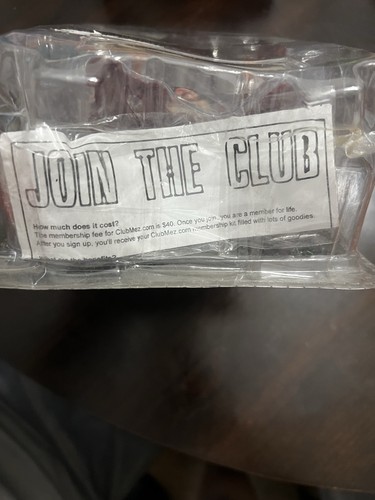 JOIN THE CLUB
How much does it cost?
The membership fee for ClubMez.com is $40. Once you join, you are a member for life.
After you sign up, you'll receive your ClubMez.com membership kit filled with lots of goodies.